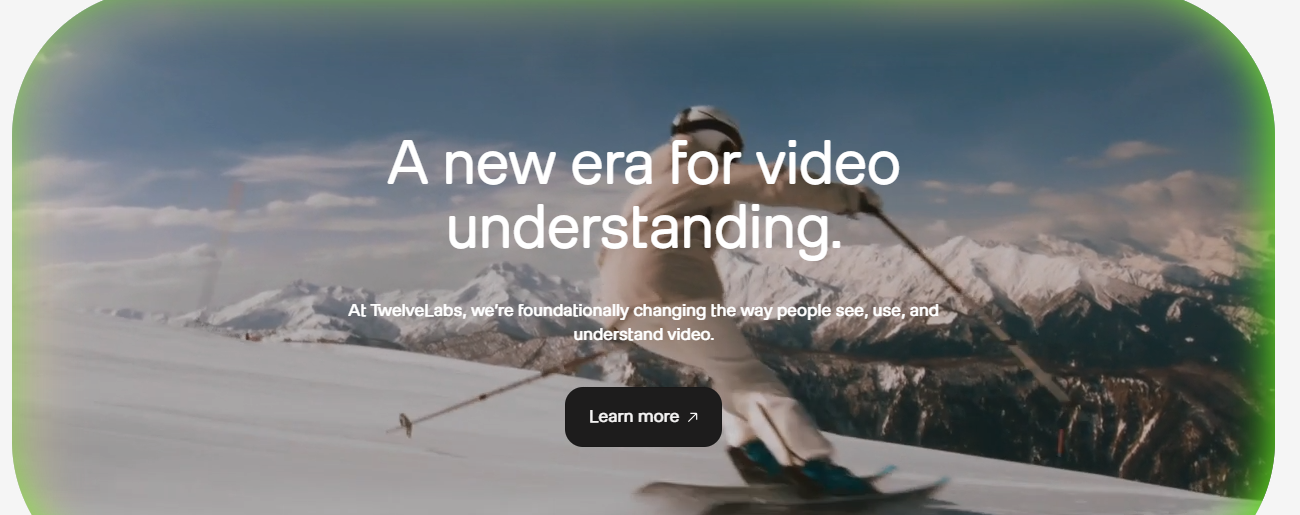 A new era for video
understanding.
At TwelveLabs, we're foundationally changing the way people see, use, and
understand video.
Learn more ↗